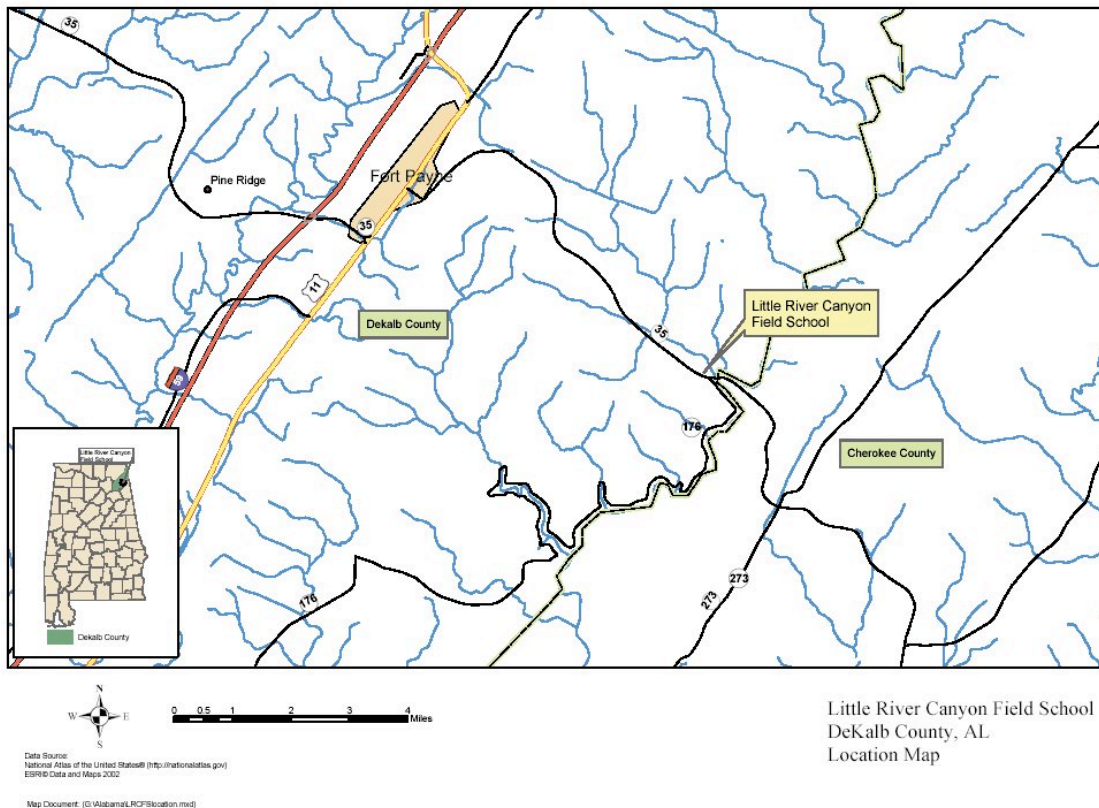 35
Pine Ridge
Fort Payne
35
11
Dekalb County
Little River Canyon
Field School
35
59
176
Cherokee County
273
273
176
Little River Canyon
Field School
Dekalb County
N
W E
S
0 0.5 1 2 3 4
Miles
Data Source:
National Atlas of the United States® (http://nationalatlas.gov)
ESRI® Data and Maps 2002
Map Document: (G:\Alabama\LRCFSlocation.mxd)
Little River Canyon Field School
DeKalb County, AL
Location Map